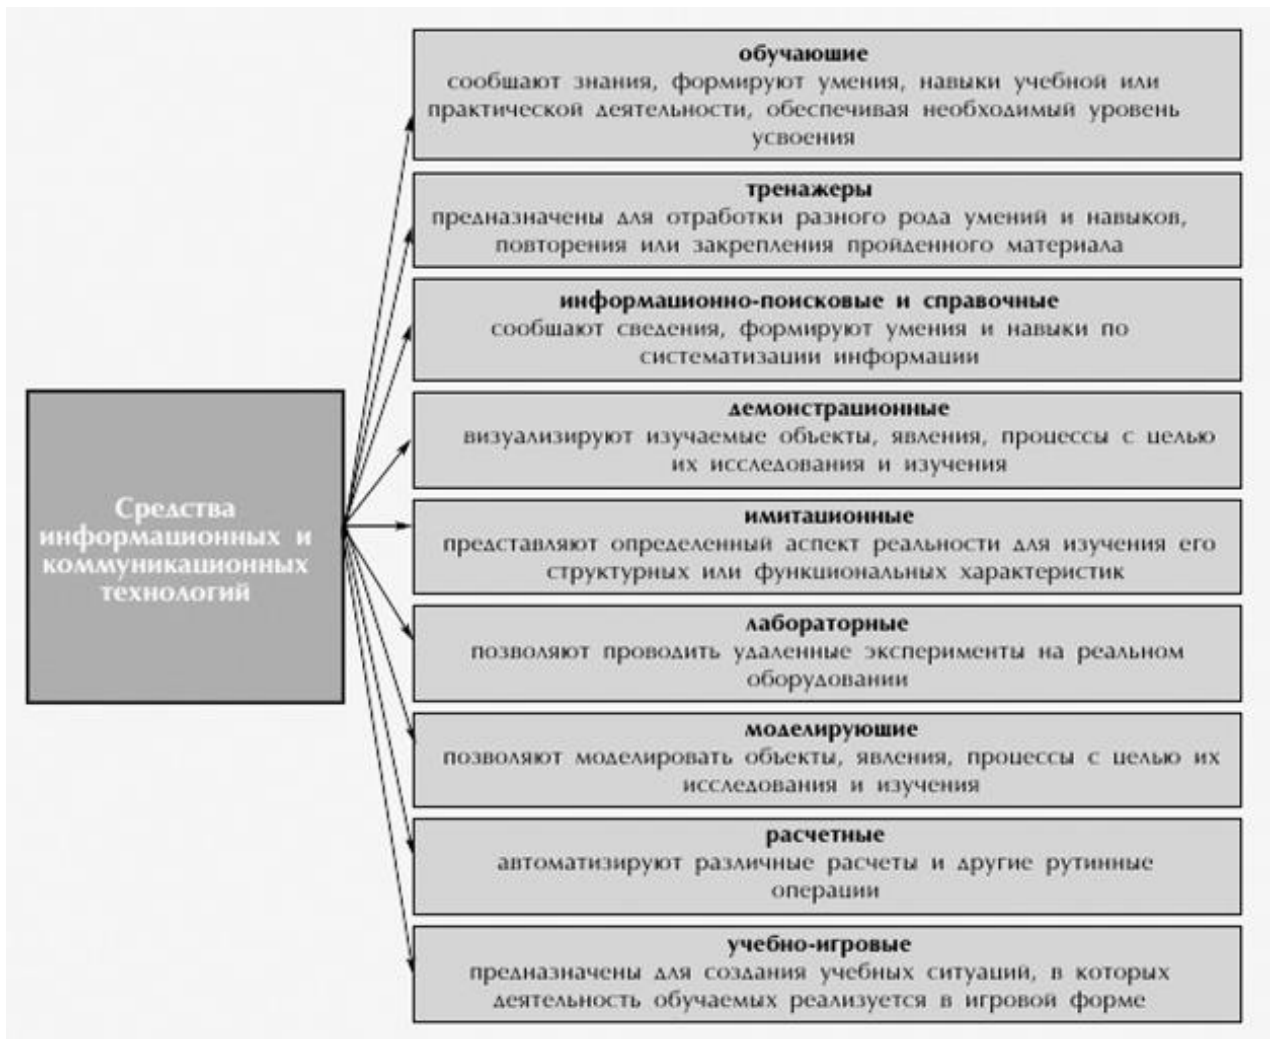 обучающие
сообщают знания, формируют умения, навыки учебной или
практической деятельности, обеспечивая необходимый уровень
усвоения
тренажеры
предназначены для отработки разного рода умений и навыков,
повторения или закрепления пройденного материала
информационно-поисковые и справочные
сообщают сведения, формируют умения и навыки по
систематизации информации
демонстрационные
визуализируют изучаемые объекты, явления, процессы с целью
их исследования и изучения
Средства
информационных и
коммуникационных
технологий
имитационные
представляют определенный аспект реальности для изучения его
структурных или функциональных характеристик
лабораторные
позволяют проводить удаленные эксперименты на реальном
оборудовании
моделирующие
позволяют моделировать объекты, явления, процессы с целью их
исследования и изучения
расчетные
автоматизируют различные расчеты и другие рутинные
операции
учебно-игровые
предназначены для создания учебных ситуаций, в которых
деятельность обучаемых реализуется в игровой форме